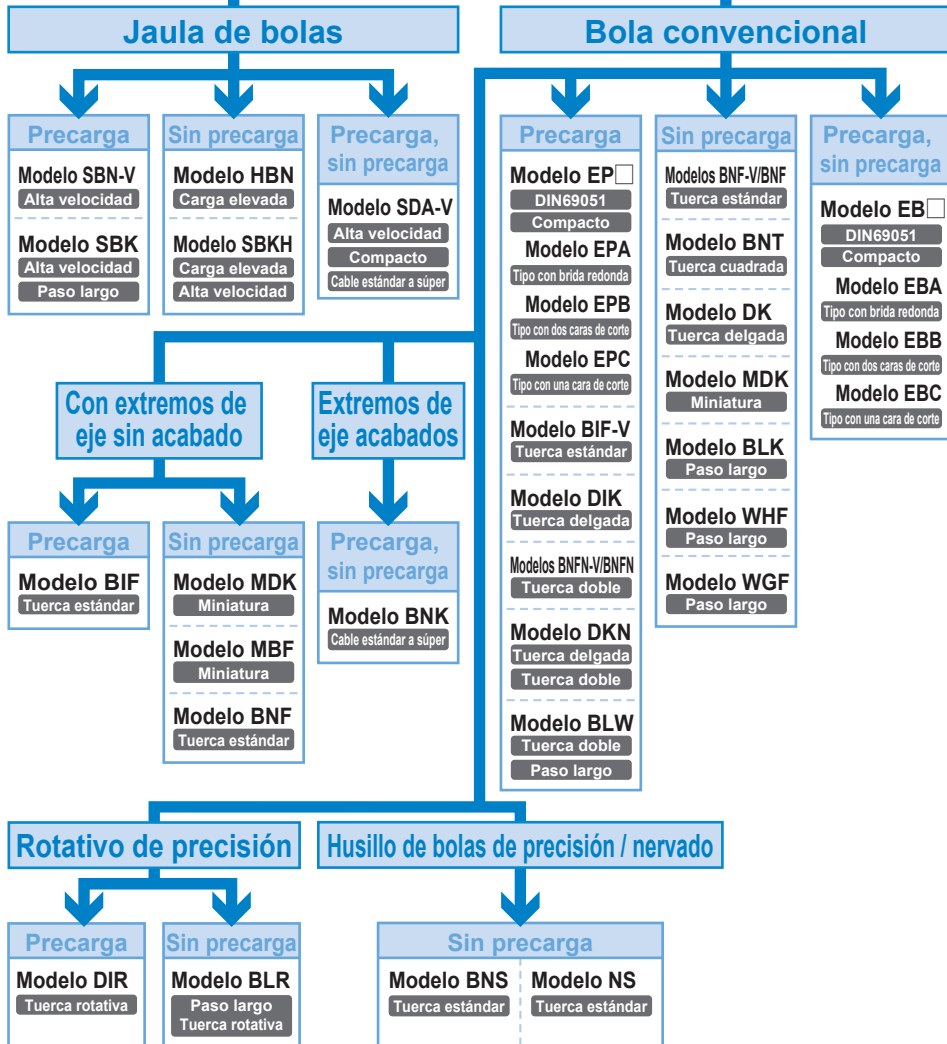 Jaula de bolas
Precarga
Modelo SBN-V
Alta velocidad
Modelo SBK
Alta velocidad
Paso largo
Sin precarga
Modelo HBN
Carga elevada
Modelo SBKH
Carga elevada
Alta velocidad
Precarga,
sin precarga
Modelo SDA-V
Alta velocidad
Compacto
Cable estándar a súper
Bola convencional
Precarga
Modelo EP□
DIN69051
Compacto
Modelo EPA
Tipo con brida redonda
Modelo EPB
Tipo con dos caras de corte
Modelo EPC
Tipo con una cara de corte
Modelo BIF-V
Tuerca estándar
Modelo DIK
Tuerca delgada
Modelos BNFN-V/BNFN
Tuerca doble
Modelo DKN
Tuerca delgada
Tuerca doble
Modelo BLW
Tuerca doble
Paso largo
Sin precarga
Modelos BNF-V/BNF
Tuerca estándar
Modelo BNT
Tuerca cuadrada
Modelo DK
Tuerca delgada
Modelo MDK
Miniatura
Modelo BLK
Paso largo
Modelo WHF
Paso largo
Modelo WGF
Paso largo
Precarga,
sin precarga
Modelo EB□
DIN69051
Compacto
Modelo EBA
Tipo con brida redonda
Modelo EBB
Tipo con dos caras de corte
Modelo EBC
Tipo con una cara de corte
Con extremos de
eje sin acabado
Precarga
Modelo BIF
Tuerca estándar
Sin precarga
Modelo MDK
Miniatura
Modelo MBF
Miniatura
Modelo BNF
Tuerca estándar
Extremos de
eje acabados
Precarga,
sin precarga
Modelo BNK
Cable estándar a súper
Rotativo de precisión
Precarga
Modelo DIR
Tuerca rotativa
Sin precarga
Modelo BLR
Paso largo
Tuerca rotativa
Husillo de bolas de precisión / nervado
Sin precarga
Modelo BNS
Tuerca estándar
Modelo NS
Tuerca estándar